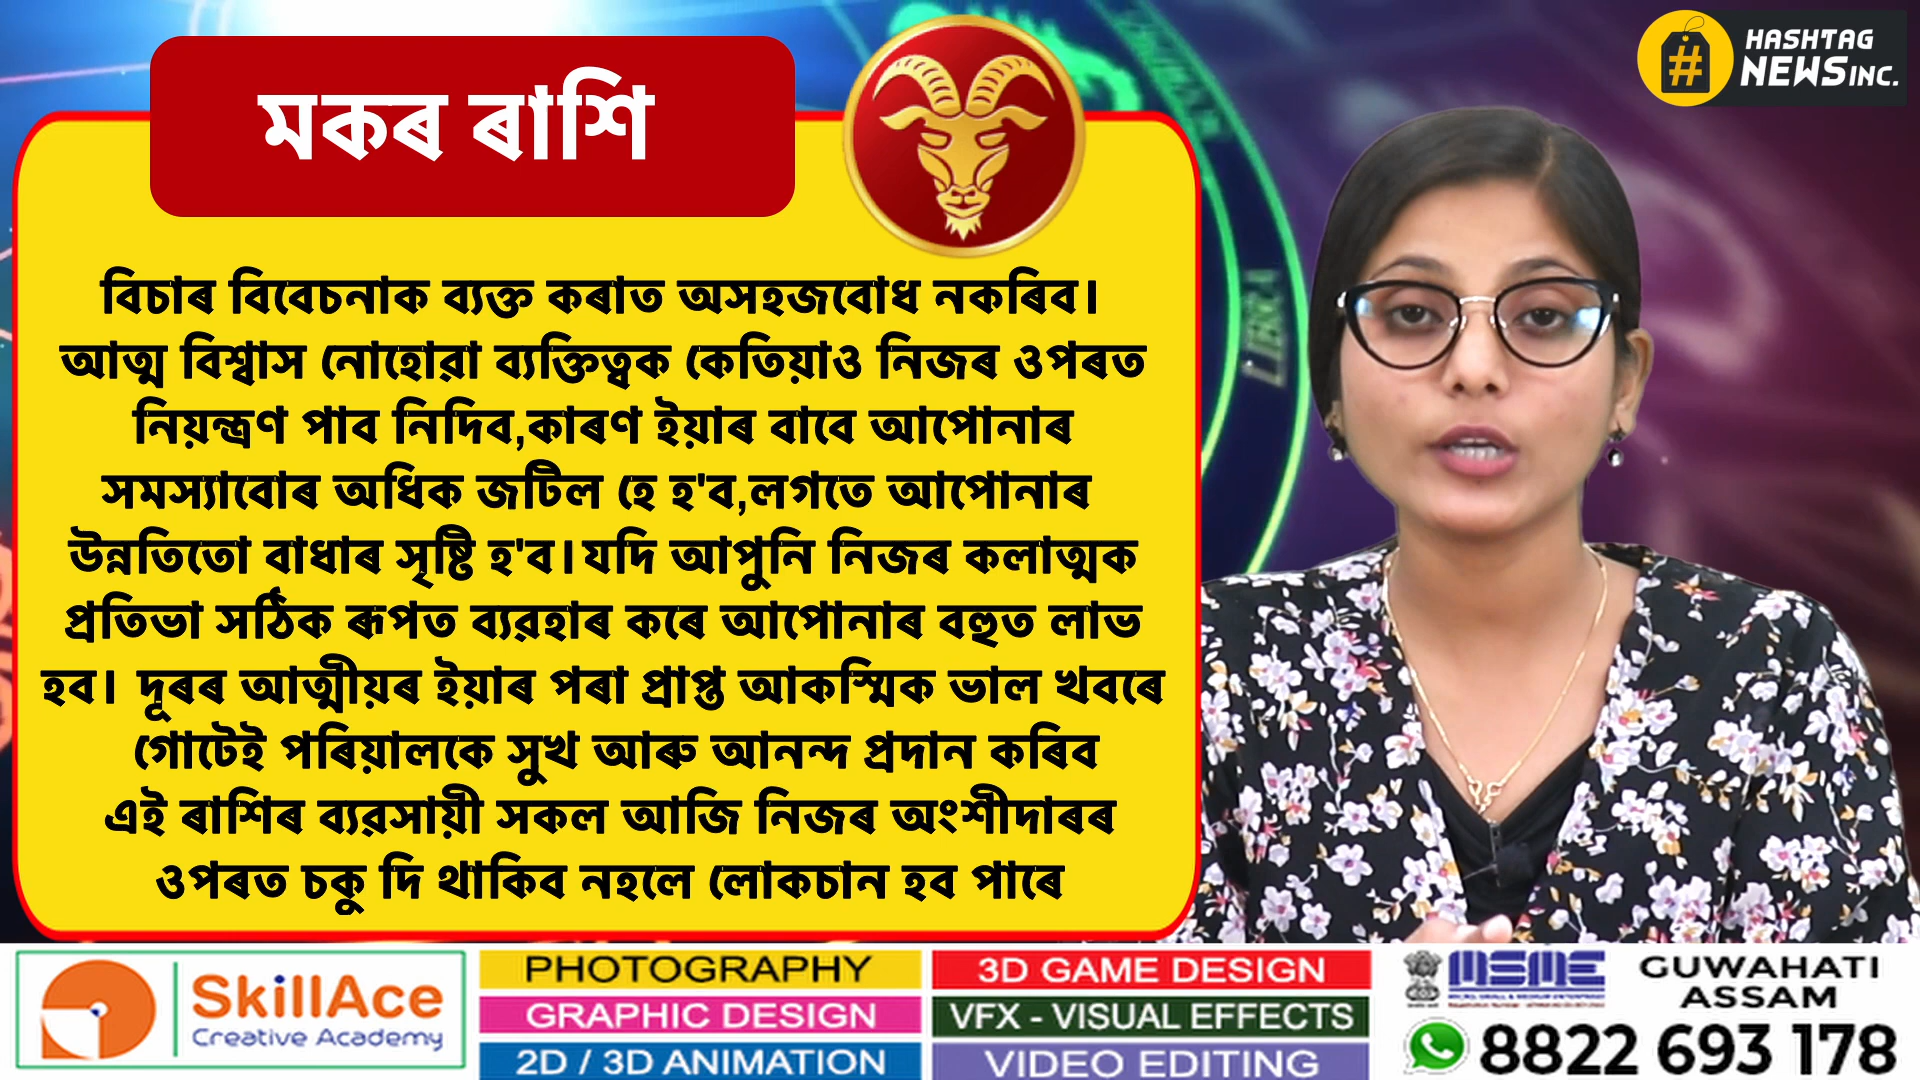 মকৰ ৰাশি
HASHTAG
NEWS INC.
বিচাৰ বিবেচনাক ব্যক্ত কৰাত অসহজবোধ নকৰিব।
আত্ম বিশ্বাস নোহোৱা ব্যক্তিত্বক কেতিয়াও নিজৰ ওপৰত
নিয়ন্ত্ৰণ পাব নিদিব,কাৰণ ইয়াৰ বাবে আপোনাৰ
সমস্যাবোৰ অধিক জটিল হে হ'ব,লগতে আপোনাৰ
উন্নতিতো বাধাৰ সৃষ্টি হ'ব।যদি আপুনি নিজৰ কলাত্মক
প্ৰতিভা সঠিক ৰূপত ব্যৱহাৰ কৰে আপোনাৰ বহুত লাভ
হব। দূৰৰ আত্মীয়ৰ ইয়াৰ পৰা প্ৰাপ্ত আকস্মিক ভাল খবৰে
গোটেই পৰিয়ালকে সুখ আৰু আনন্দ প্ৰদান কৰিব
এই ৰাশিৰ ব্যৱসায়ী সকল আজি নিজৰ অংশীদাৰৰ
ওপৰত চকু দি থাকিব নহলে লোকচান হব পাৰে
LIBRA
SkillAce
Creative Academy
PHOTOGRAPHY
GRAPHIC DESIGN
2D / 3D ANIMATION
3D GAME DESIGN
VFX - VISUAL EFFECTS
VIDEO EDITING
MSME
GUWAHATI
ASSAM
8822 693 178